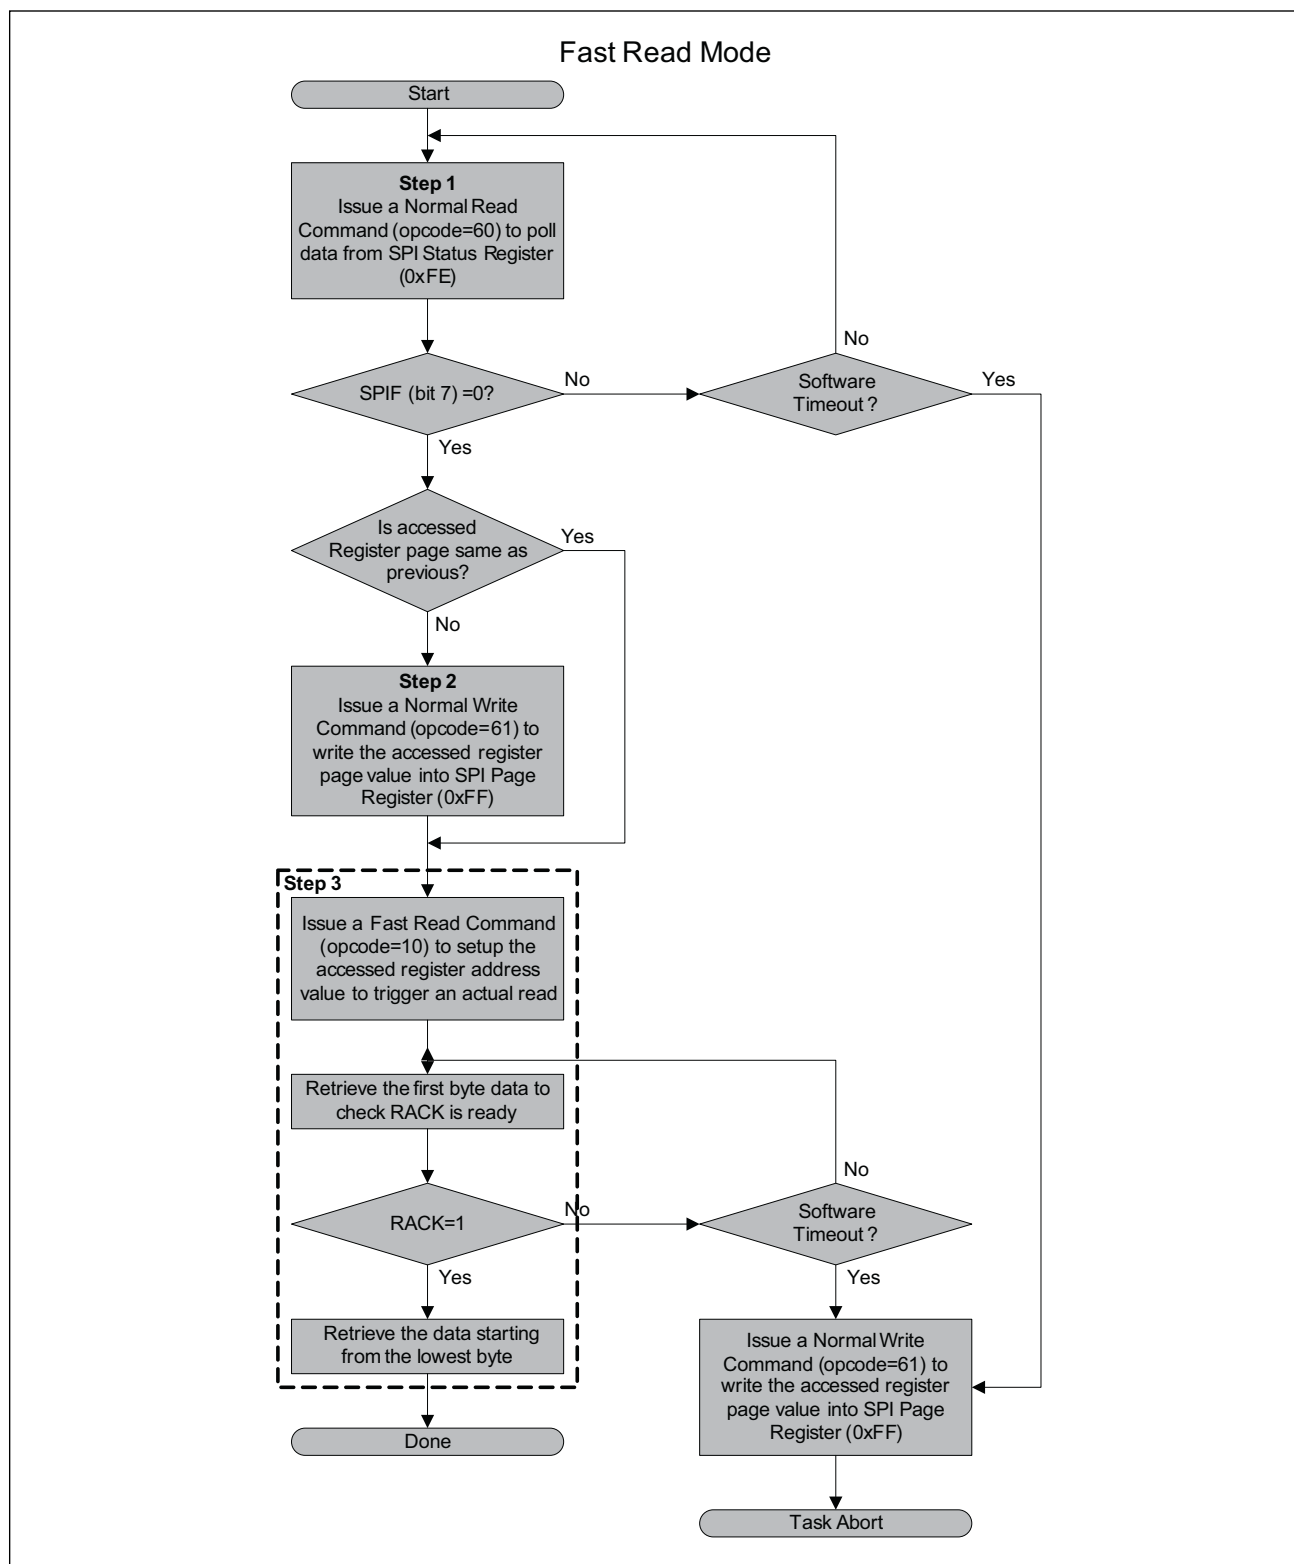 Fast Read Mode
Start
Step 1
Issue a Normal Read
Command (opcode=60) to poll
data from SPI Status Register
(0xFE)
No
SPIF (bit 7) =0?
No
Software
Timeout ?
Yes
Yes
Is accessed
Register page same as
previous?
Yes
No
Step 2
Issue a Normal Write
Command (opcode=61) to
write the accessed register
page value into SPI Page
Register (0xFF)
Step 3
Issue a Fast Read Command
(opcode=10) to setup the
accessed register address
value to trigger an actual read
Retrieve the first byte data to
check RACK is ready
No
RACK=1
No
Software
Timeout ?
Yes
Yes
Retrieve the data starting
from the lowest byte
Issue a Normal Write
Command (opcode=61) to
write the accessed register
page value into SPI Page
Register (0xFF)
Done
Task Abort